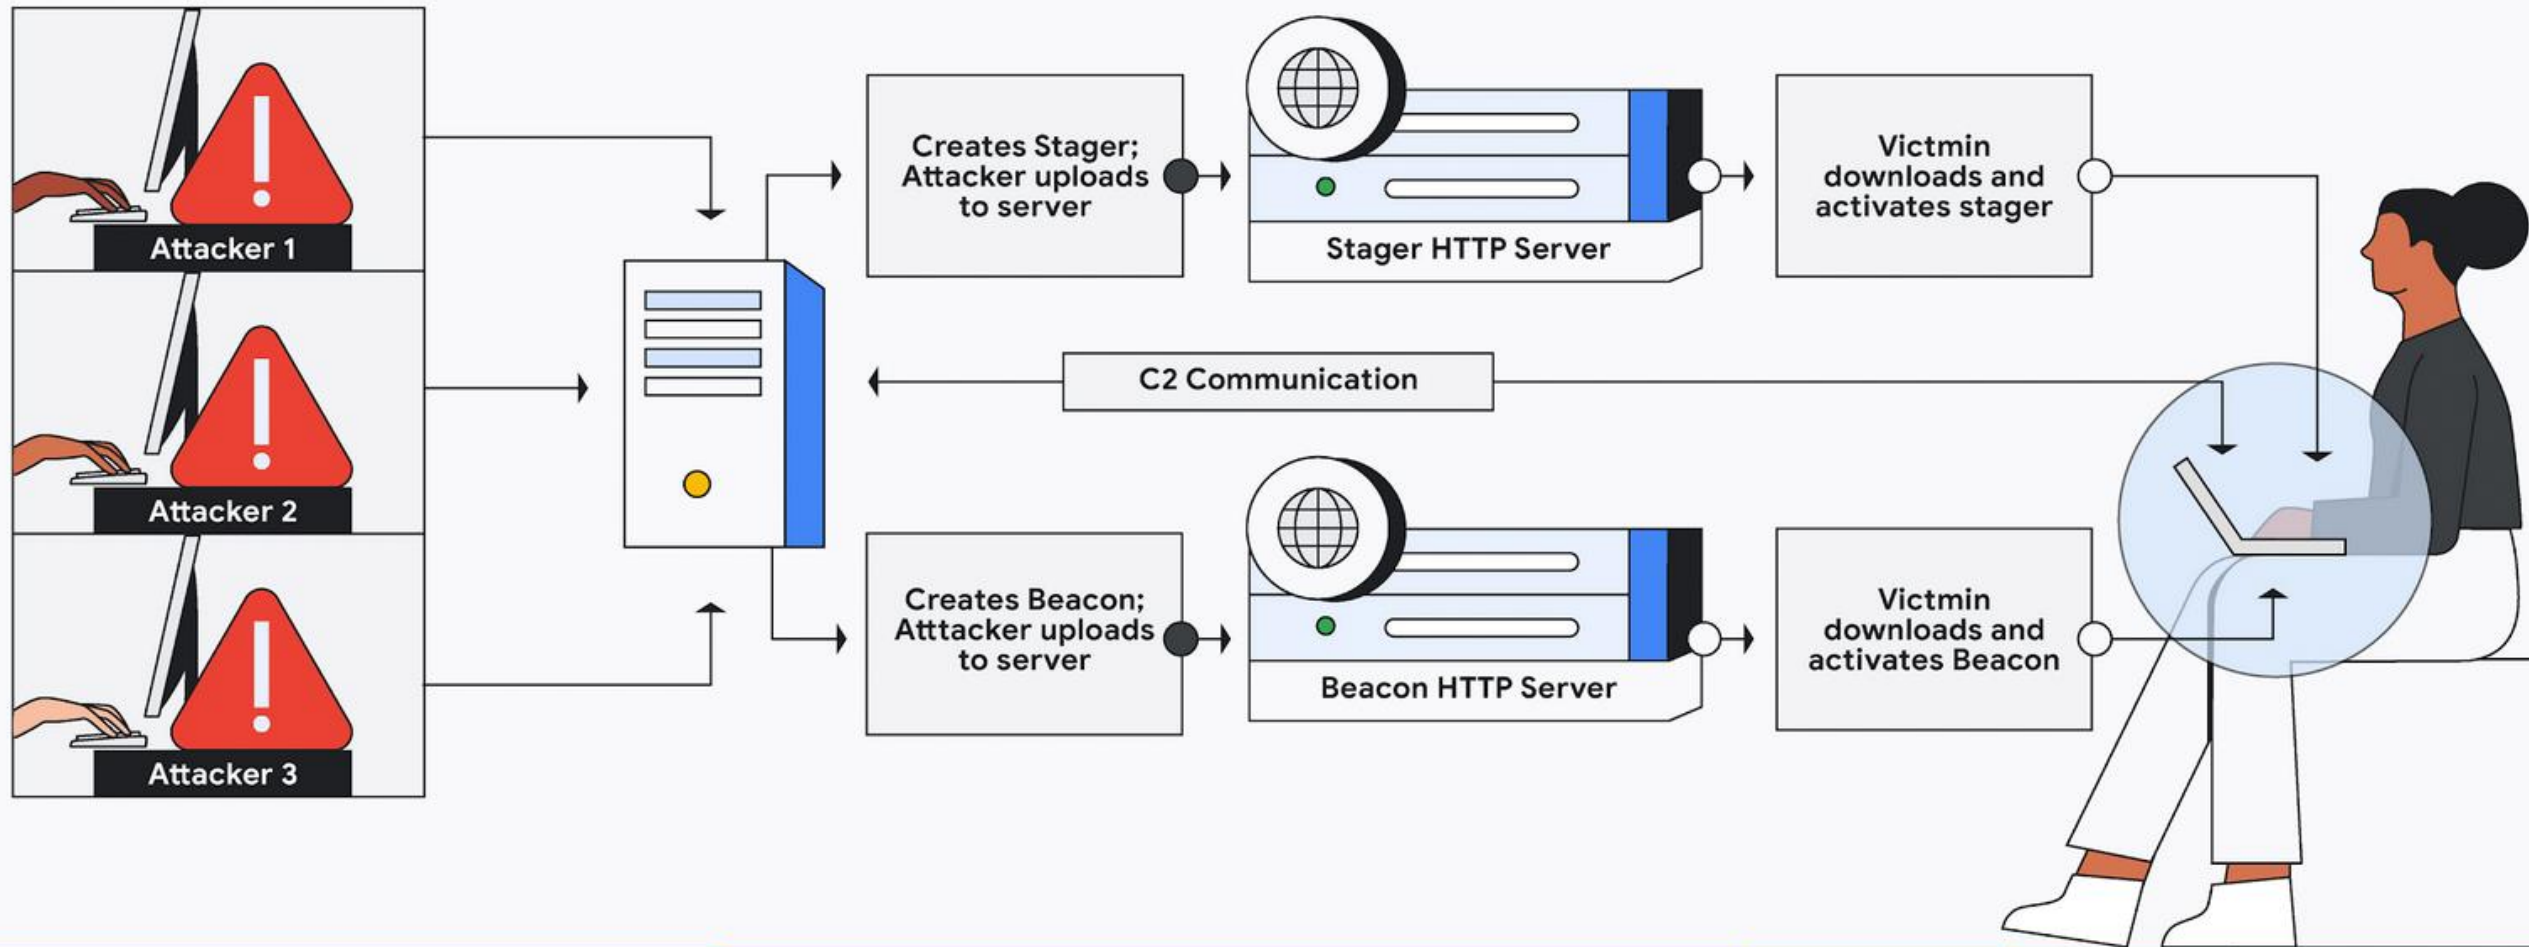 Attacker 1
Attacker 2
Attacker 3
Creates Stager;
Attacker uploads
to server
Stager HTTP Server
Victmin
downloads and
activates stager
C2 Communication
Creates Beacon;
Atttacker uploads
to server
Beacon HTTP Server
Victmin
downloads and
activates Beacon